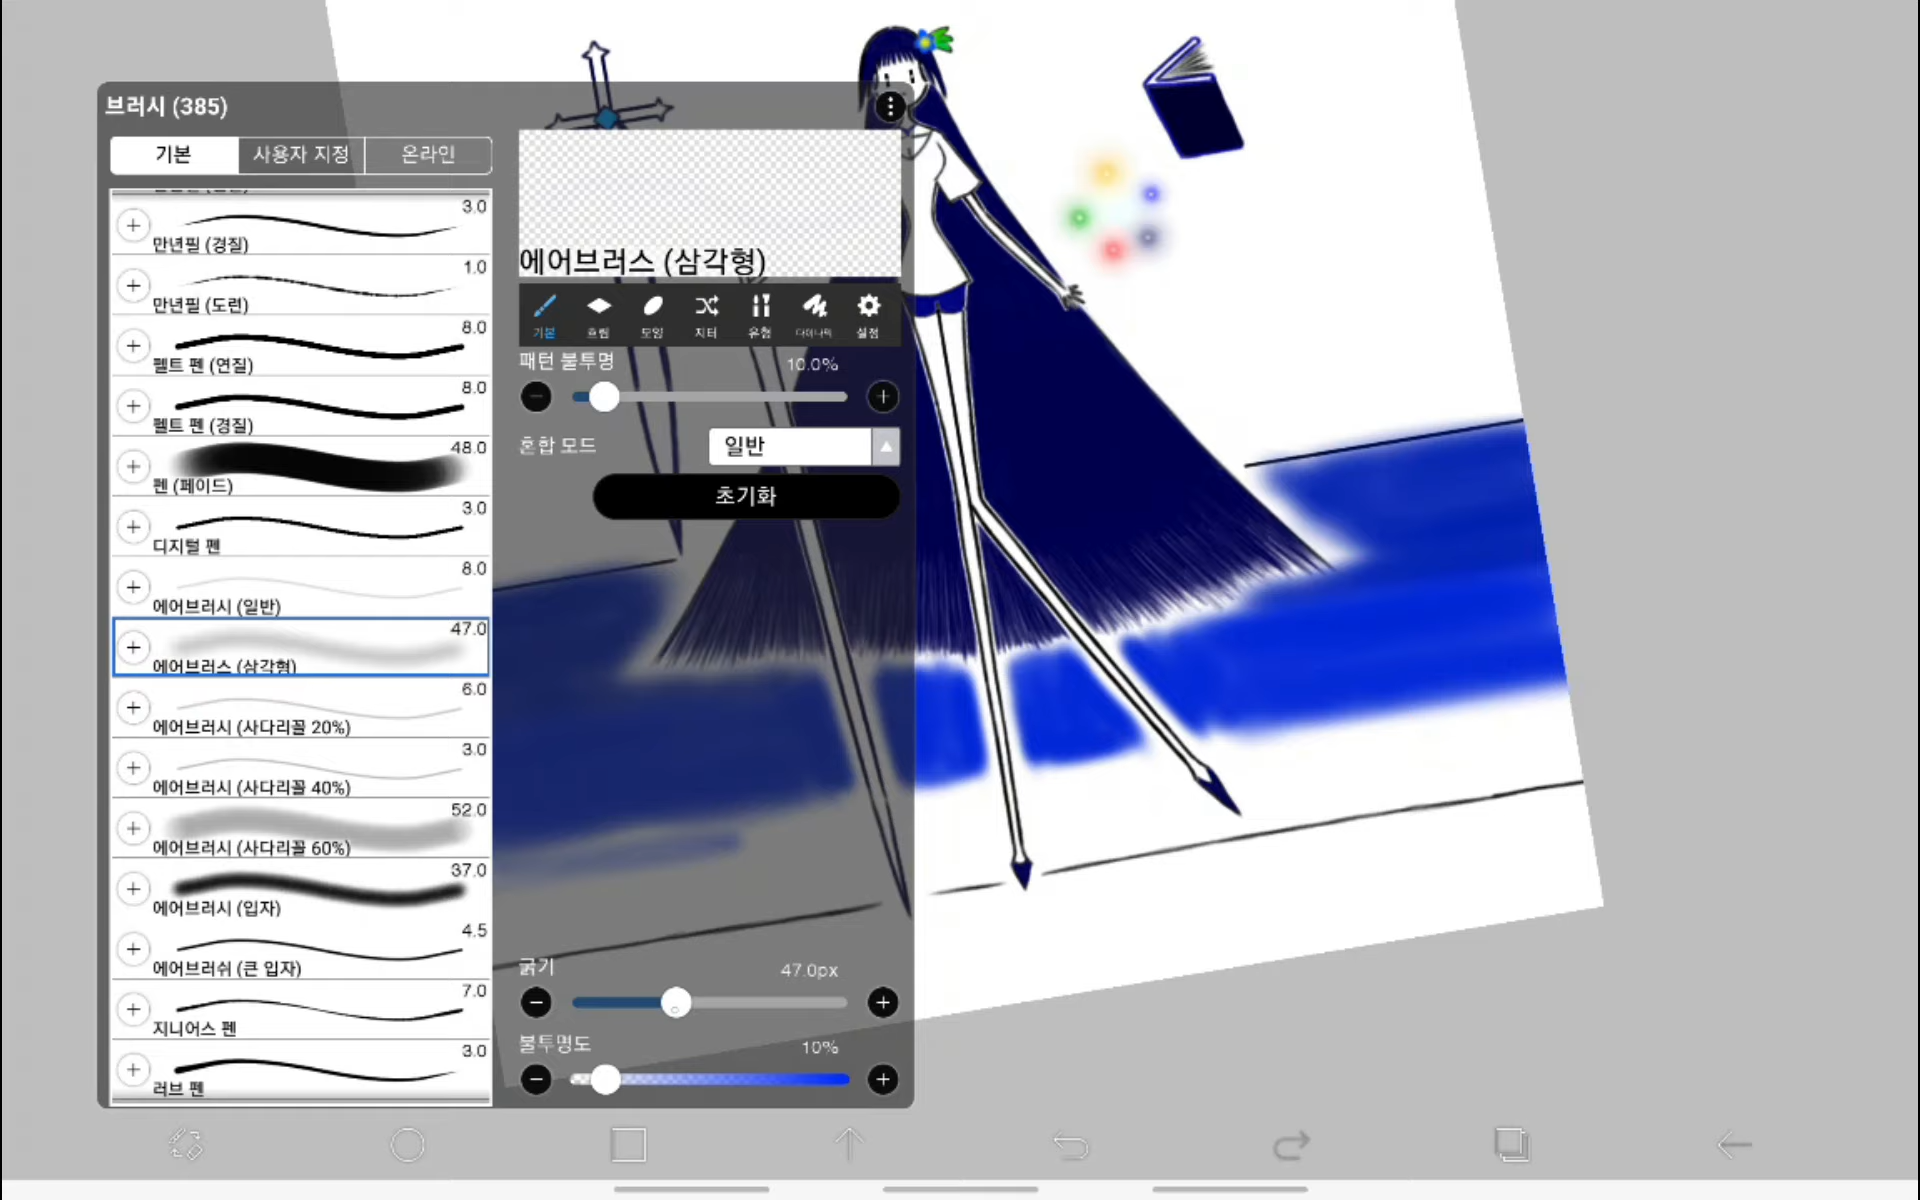 브러시 (385)
기본
사용자 지정
온라인
3.0
만년필 (경질)
1.0
만년필 (도련)
8.0
펠트 펜 (연질)
8.0
펠트 펜 (경질)
48.0
펜 (페이드)
3.0
디지털 펜
8.0
에어브러시 (일반)
47.0
에어브러스 (삼각형)
6.0
에어브러시 (사다리꼴 20%)
3.0
에어브러시 (사다리꼴 40%)
52.0
에어브러시 (사다리꼴 60%)
37.0
에어브러시 (입자)
4.5
에어브러쉬 (큰 입자)
7.0
지니어스 펜
3.0
러브 펜
에어브러스 (삼각형)
기본
흐림
모양
지터
유형
다이나믹
설정
패턴 불투명
10.0%
혼합 모드
일반
초기화
굵기
47.0px
불투명도
10%